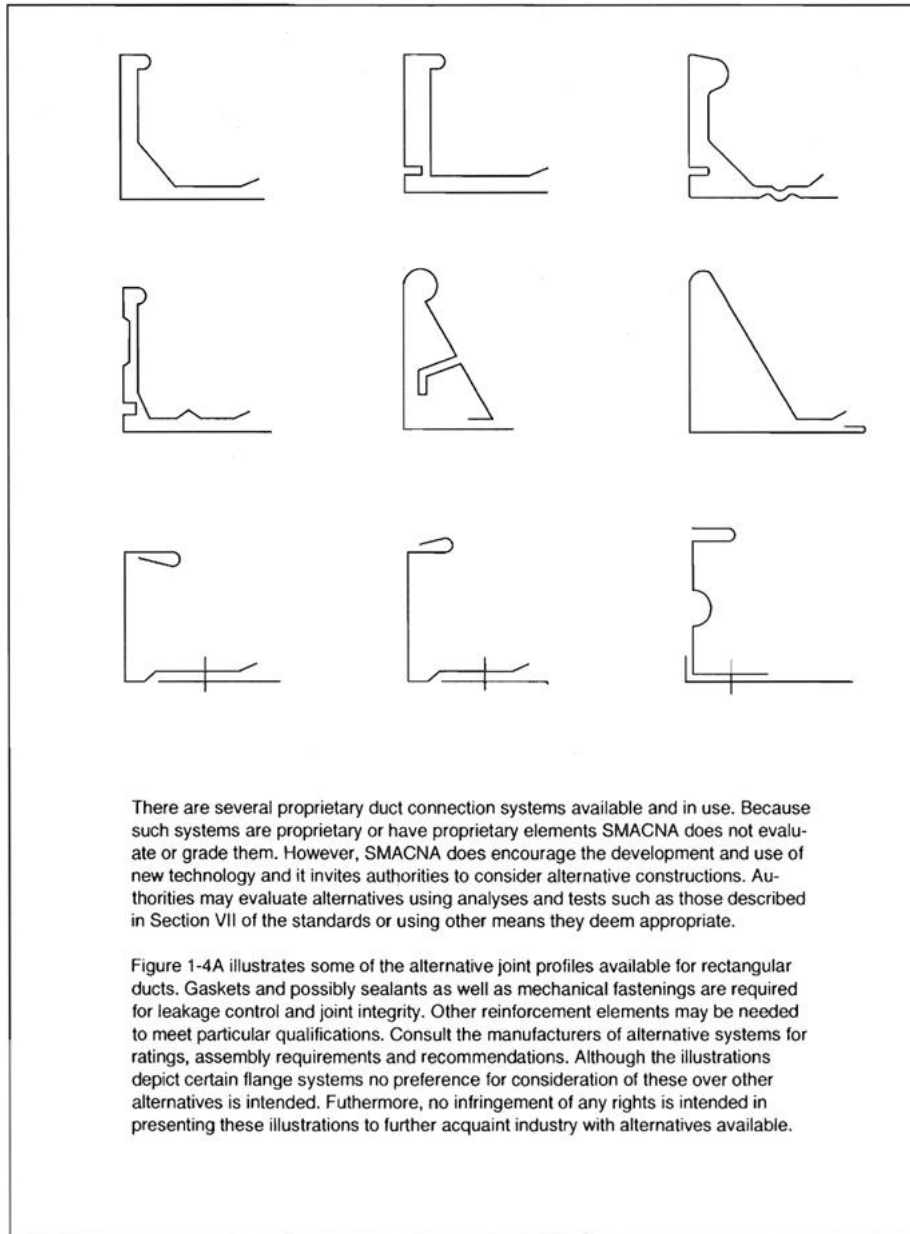 There are several proprietary duct connection systems available and in use. Because
such systems are proprietary or have proprietary elements SMACNA does not evalu-
ate or grade them. However, SMACNA does encourage the development and use of
new technology and it invites authorities to consider alternative constructions. Au-
thorities may evaluate alternatives using analyses and tests such as those described
in Section VII of the standards or using other means they deem appropriate.
Figure 1-4A illustrates some of the alternative joint profiles available for rectangular
ducts. Gaskets and possibly sealants as well as mechanical fastenings are required
for leakage control and joint integrity. Other reinforcement elements may be needed
to meet particular qualifications. Consult the manufacturers of alternative systems for
ratings, assembly requirements and recommendations. Although the illustrations
depict certain flange systems no preference for consideration of these over other
alternatives is intended. Futhermore, no infringement of any rights is intended in
presenting these illustrations to further acquaint industry with alternatives available.